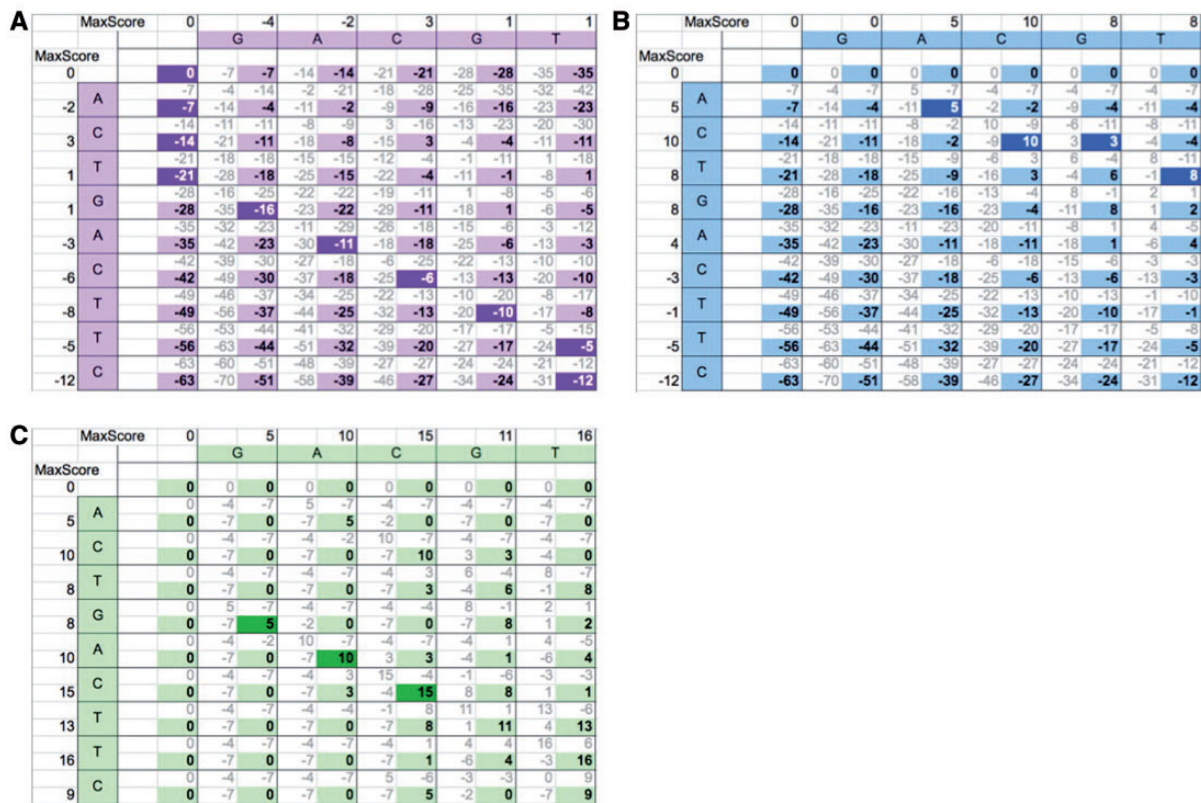 A
MaxScore 0 -4 -2 3 1 1
G A C G T
MaxScore
0 0 -7 -7 -14 -14 -21 -21 -28 -28 -35 -35
A -7 -4 -14 -2 -21 -18 -28 -25 -35 -32 -42
-2 -7 -14 -4 -11 -2 -9 -9 -16 -16 -23 -23
C -14 -11 -11 -8 -9 3 -16 -13 -23 -20 -30
3 -14 -21 -11 -18 -8 -15 3 -4 -4 -11 -11
T -21 -18 -18 -15 -15 -12 -4 -1 -11 1 -18
1 -21 -28 -18 -25 -15 -22 -4 -11 -1 -8 1
G -28 -16 -25 -22 -22 -19 -11 1 -8 -5 -6
1 -28 -35 -16 -23 -22 -29 -11 -18 1 -6 -5
A -35 -32 -23 -11 -29 -26 -18 -15 -6 -3 -12
-3 -35 -42 -23 -30 -11 -18 -18 -25 -6 -13 -3
C -42 -39 -30 -27 -18 -6 -25 -22 -13 -10 -10
-6 -42 -49 -30 -37 -18 -25 -6 -13 -13 -20 -10
T -49 -46 -37 -34 -25 -22 -13 -10 -20 -8 -17
-8 -49 -56 -37 -44 -25 -32 -13 -20 -10 -17 -8
T -56 -53 -44 -41 -32 -29 -20 -17 -17 -5 -15
-5 -56 -63 -44 -51 -32 -39 -20 -27 -17 -24 -5
C -63 -60 -51 -48 -39 -27 -27 -24 -24 -21 -12
-12 -63 -70 -51 -58 -39 -46 -27 -34 -24 -31 -12
B
MaxScore 0 0 5 10 8 8
G A C G T
MaxScore
0 0 0 0 0 0 0 0 0 0 0 0
A -7 -4 -7 5 -7 -4 -7 -4 -7 -4 -7
5 -7 -14 -4 -11 5 -2 -2 -9 -4 -11 -4
C -14 -11 -11 -8 -2 10 -9 -6 -11 -8 -11
10 -14 -21 -11 -18 -2 -9 10 3 3 -4 -4
T -21 -18 -18 -15 -9 -6 3 6 -4 8 -11
8 -21 -28 -18 -25 -9 -16 3 -4 6 8
G -28 -16 -25 -22 -16 -13 -4 8 -1 2
8 -28 -35 -16 -23 -16 -23 -4 -11 8 1 2
A -35 -32 -23 -11 -23 -20 -11 -8 1 4 -5
4 -35 -42 -23 -30 -11 -18 -11 -18 1 -6 4
C -42 -39 -30 -27 -18 -6 -18 -15 -6 -3 -3
-3 -42 -49 -30 -37 -18 -25 -6 -13 -6 -13 -3
T -49 -46 -37 -34 -25 -22 -13 -10 -13 -1 -10
-1 -49 -56 -37 -44 -25 -32 -13 -20 -10 -17 -1
T -56 -53 -44 -41 -32 -29 -20 -17 -17 -5 -8
-5 -56 -63 -44 -51 -32 -39 -20 -27 -17 -24 -5
C -63 -60 -51 -48 -39 -27 -27 -24 -24 -21 -12
-12 -63 -70 -51 -58 -39 -46 -27 -34 -24 -31 -12
C
MaxScore 0 5 10 15 11 16
G A C G T
MaxScore
0 0 0 0 0 0 0 0 0 0 0 0
A 0 -4 -7 5 -7 -4 -7 -4 -7 -4 -7
5 0 -7 0 -7 5 -2 0 -7 0 -7 0
C 0 -4 -7 -4 -2 10 -7 -4 -7 -4 -7
10 0 -7 0 -7 0 -7 10 3 3 -4 0
T 0 -4 -7 -4 -7 -4 3 6 -4 8 -7
8 0 -7 0 -7 0 -7 3 -4 6 -1 8
G 0 5 -7 -4 -7 -4 -4 8 -1 2 1
8 0 -7 5 -2 0 -7 0 -7 8 1 2
A 0 -4 -2 10 -7 -4 -7 -4 1 4 -5
10 0 -7 0 -7 10 3 3 -4 1 -6 4
C 0 -4 -7 -4 3 15 -4 -1 -6 -3 -3
15 0 -7 0 -7 3 -4 15 8 8 1 1
T 0 -4 -7 -4 -4 -1 8 11 1 13 -6
13 0 -7 0 -7 0 -7 8 1 11 4 13
T 0 -4 -7 -4 -7 -4 1 4 4 16 6
16 0 -7 0 -7 0 -7 1 -6 4 -3 16
C 0 -4 -7 -4 -7 5 -6 -3 -3 0 9
9 0 -7 0 -7 0 -7 5 -2 0 -7 9